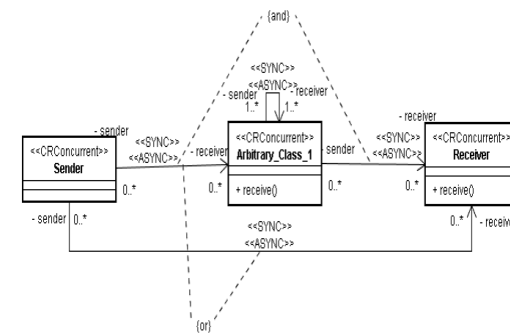 {and}
<<SYNC>>
<<ASYNC>>
- sender
- receiver
1..*
1..*
- sender
<<SYNC>>
<<ASYNC>>
- receiver
- receiver
<<SYNC>>
<<ASYNC>>
- sender
<<CRConcurrent>>
Sender
<<CRConcurrent>>
Arbitrary_Class_1
<<CRConcurrent>>
Receiver
0..*
0..*
+ receive()
0..*
0..*
+ receive()
- sender
0..*
<<SYNC>>
<<ASYNC>>
0..*
- receive
{or}